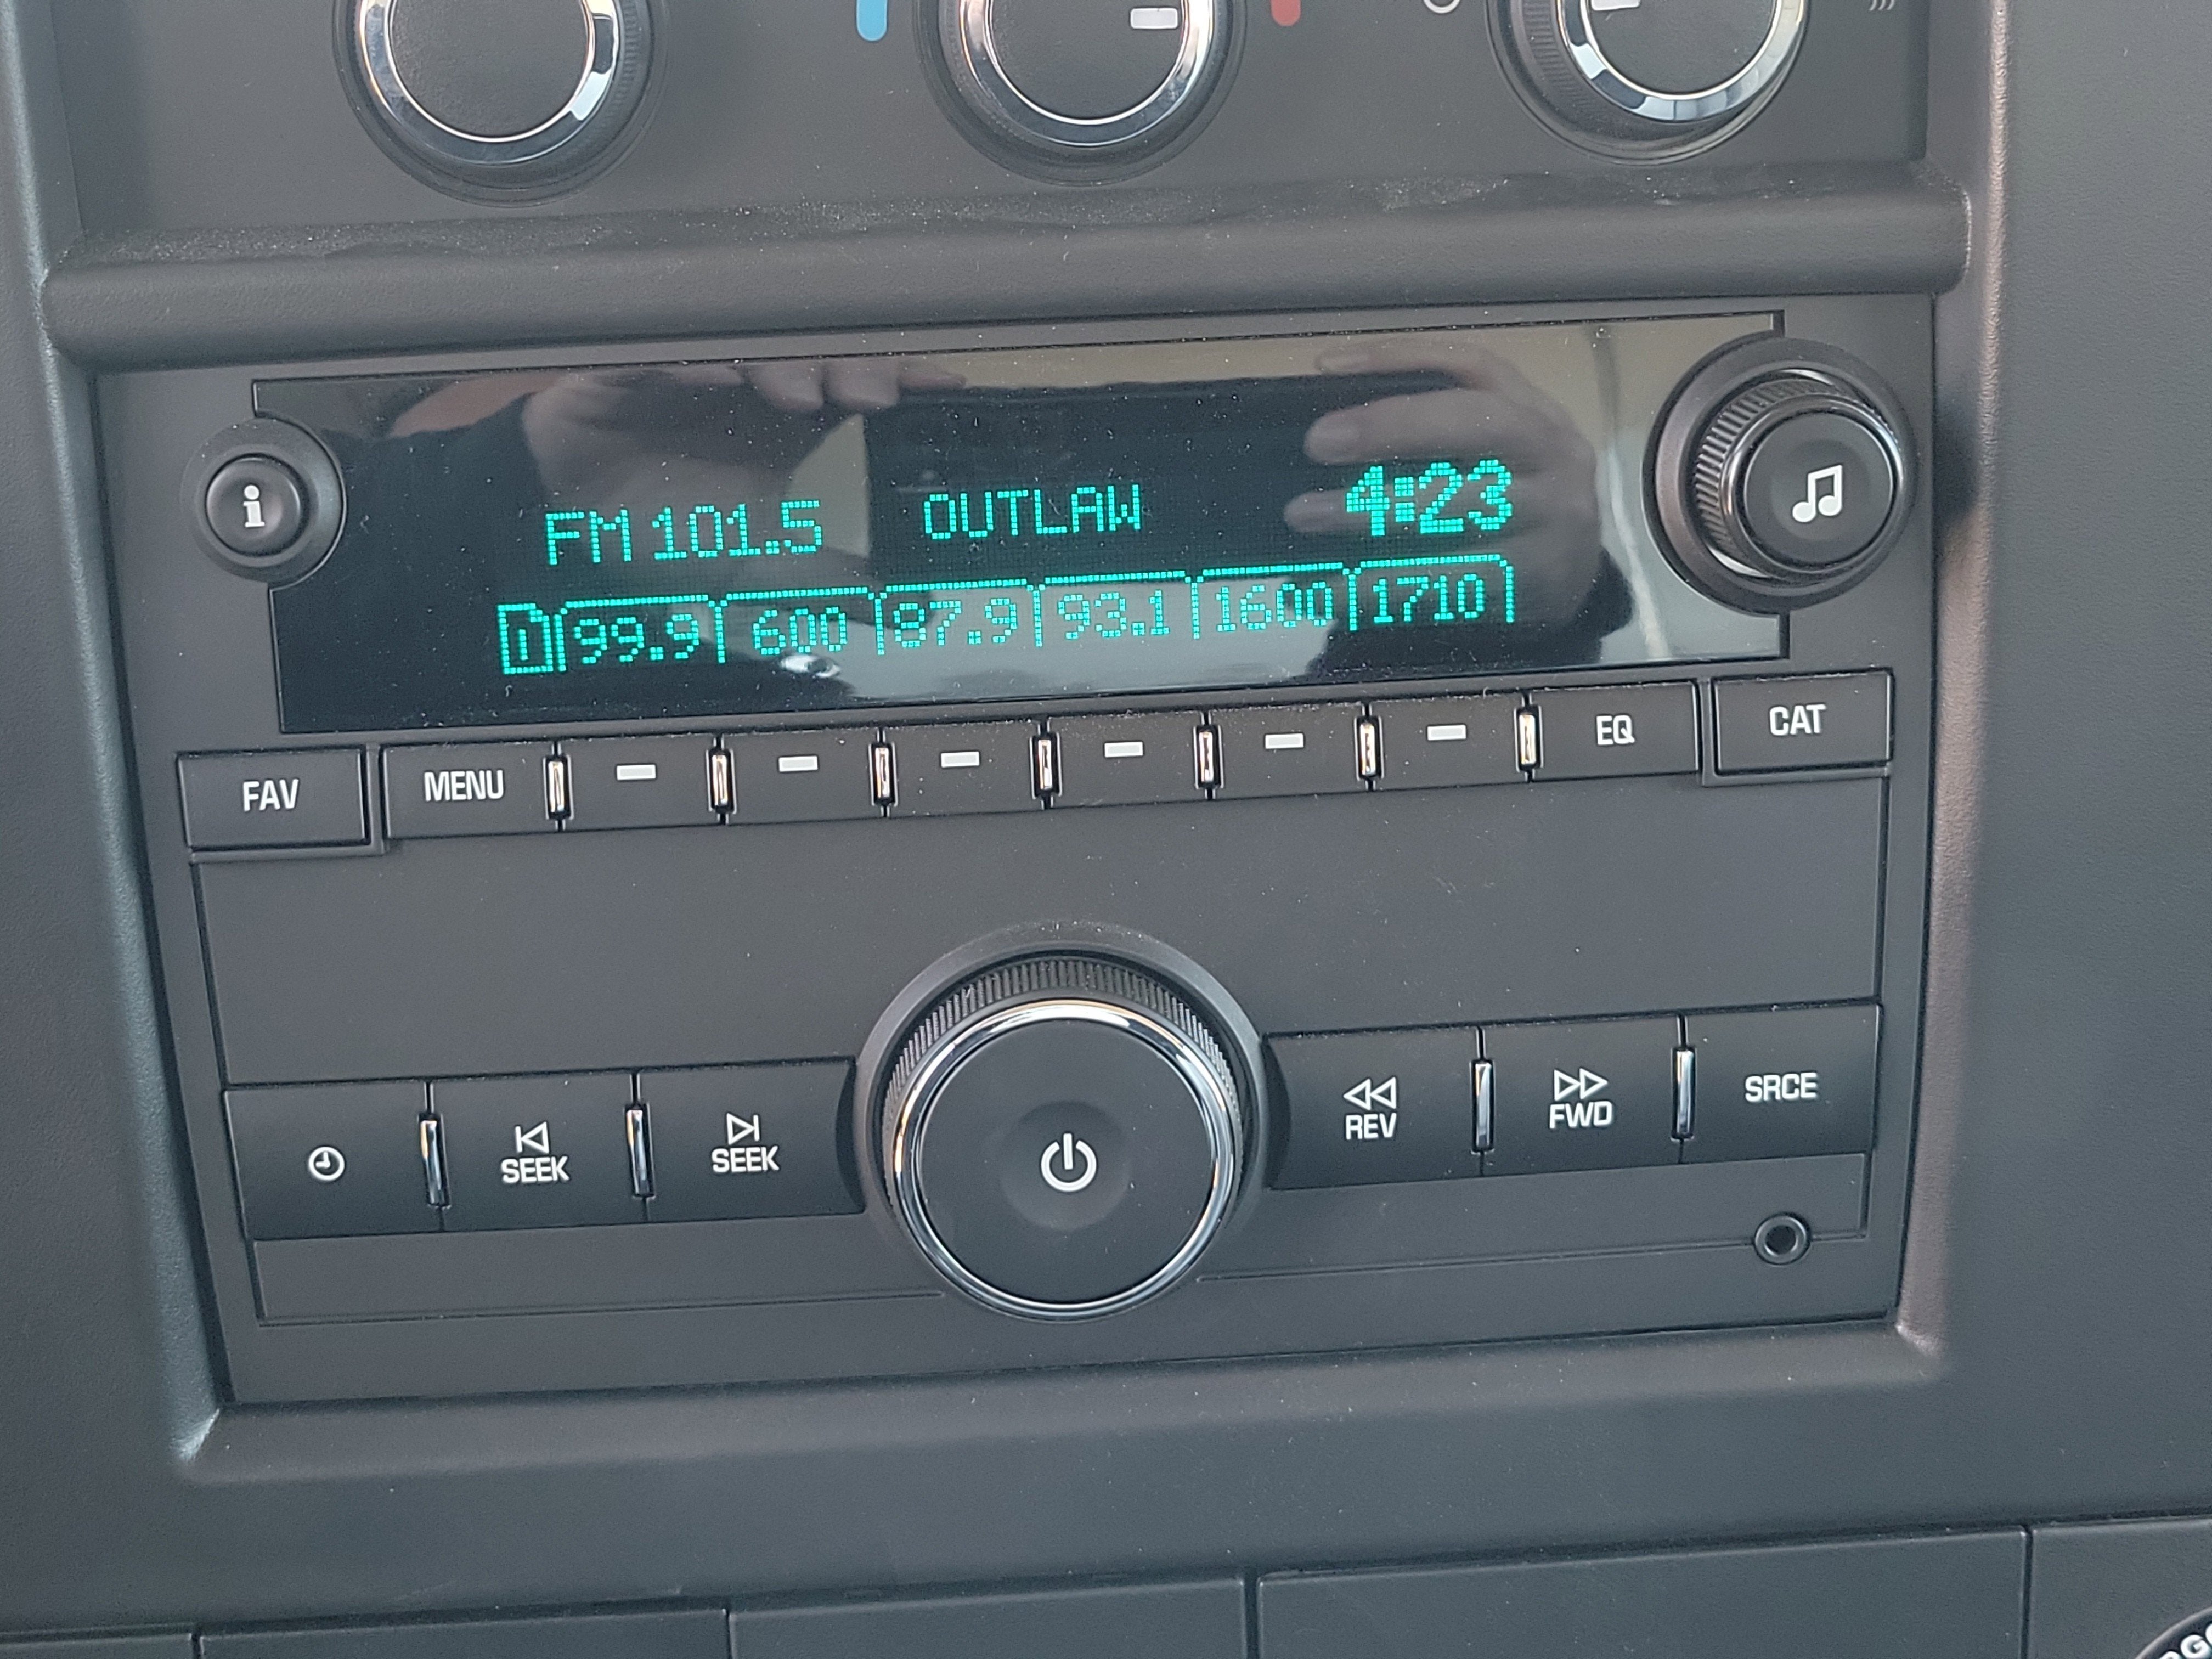 i
FM 101.5 OUTLAW 4:23
1 99.9 600 87.9 93.1 1600 1710
FAV MENU EQ CAT
SEEK SEEK REV FWD SRCE